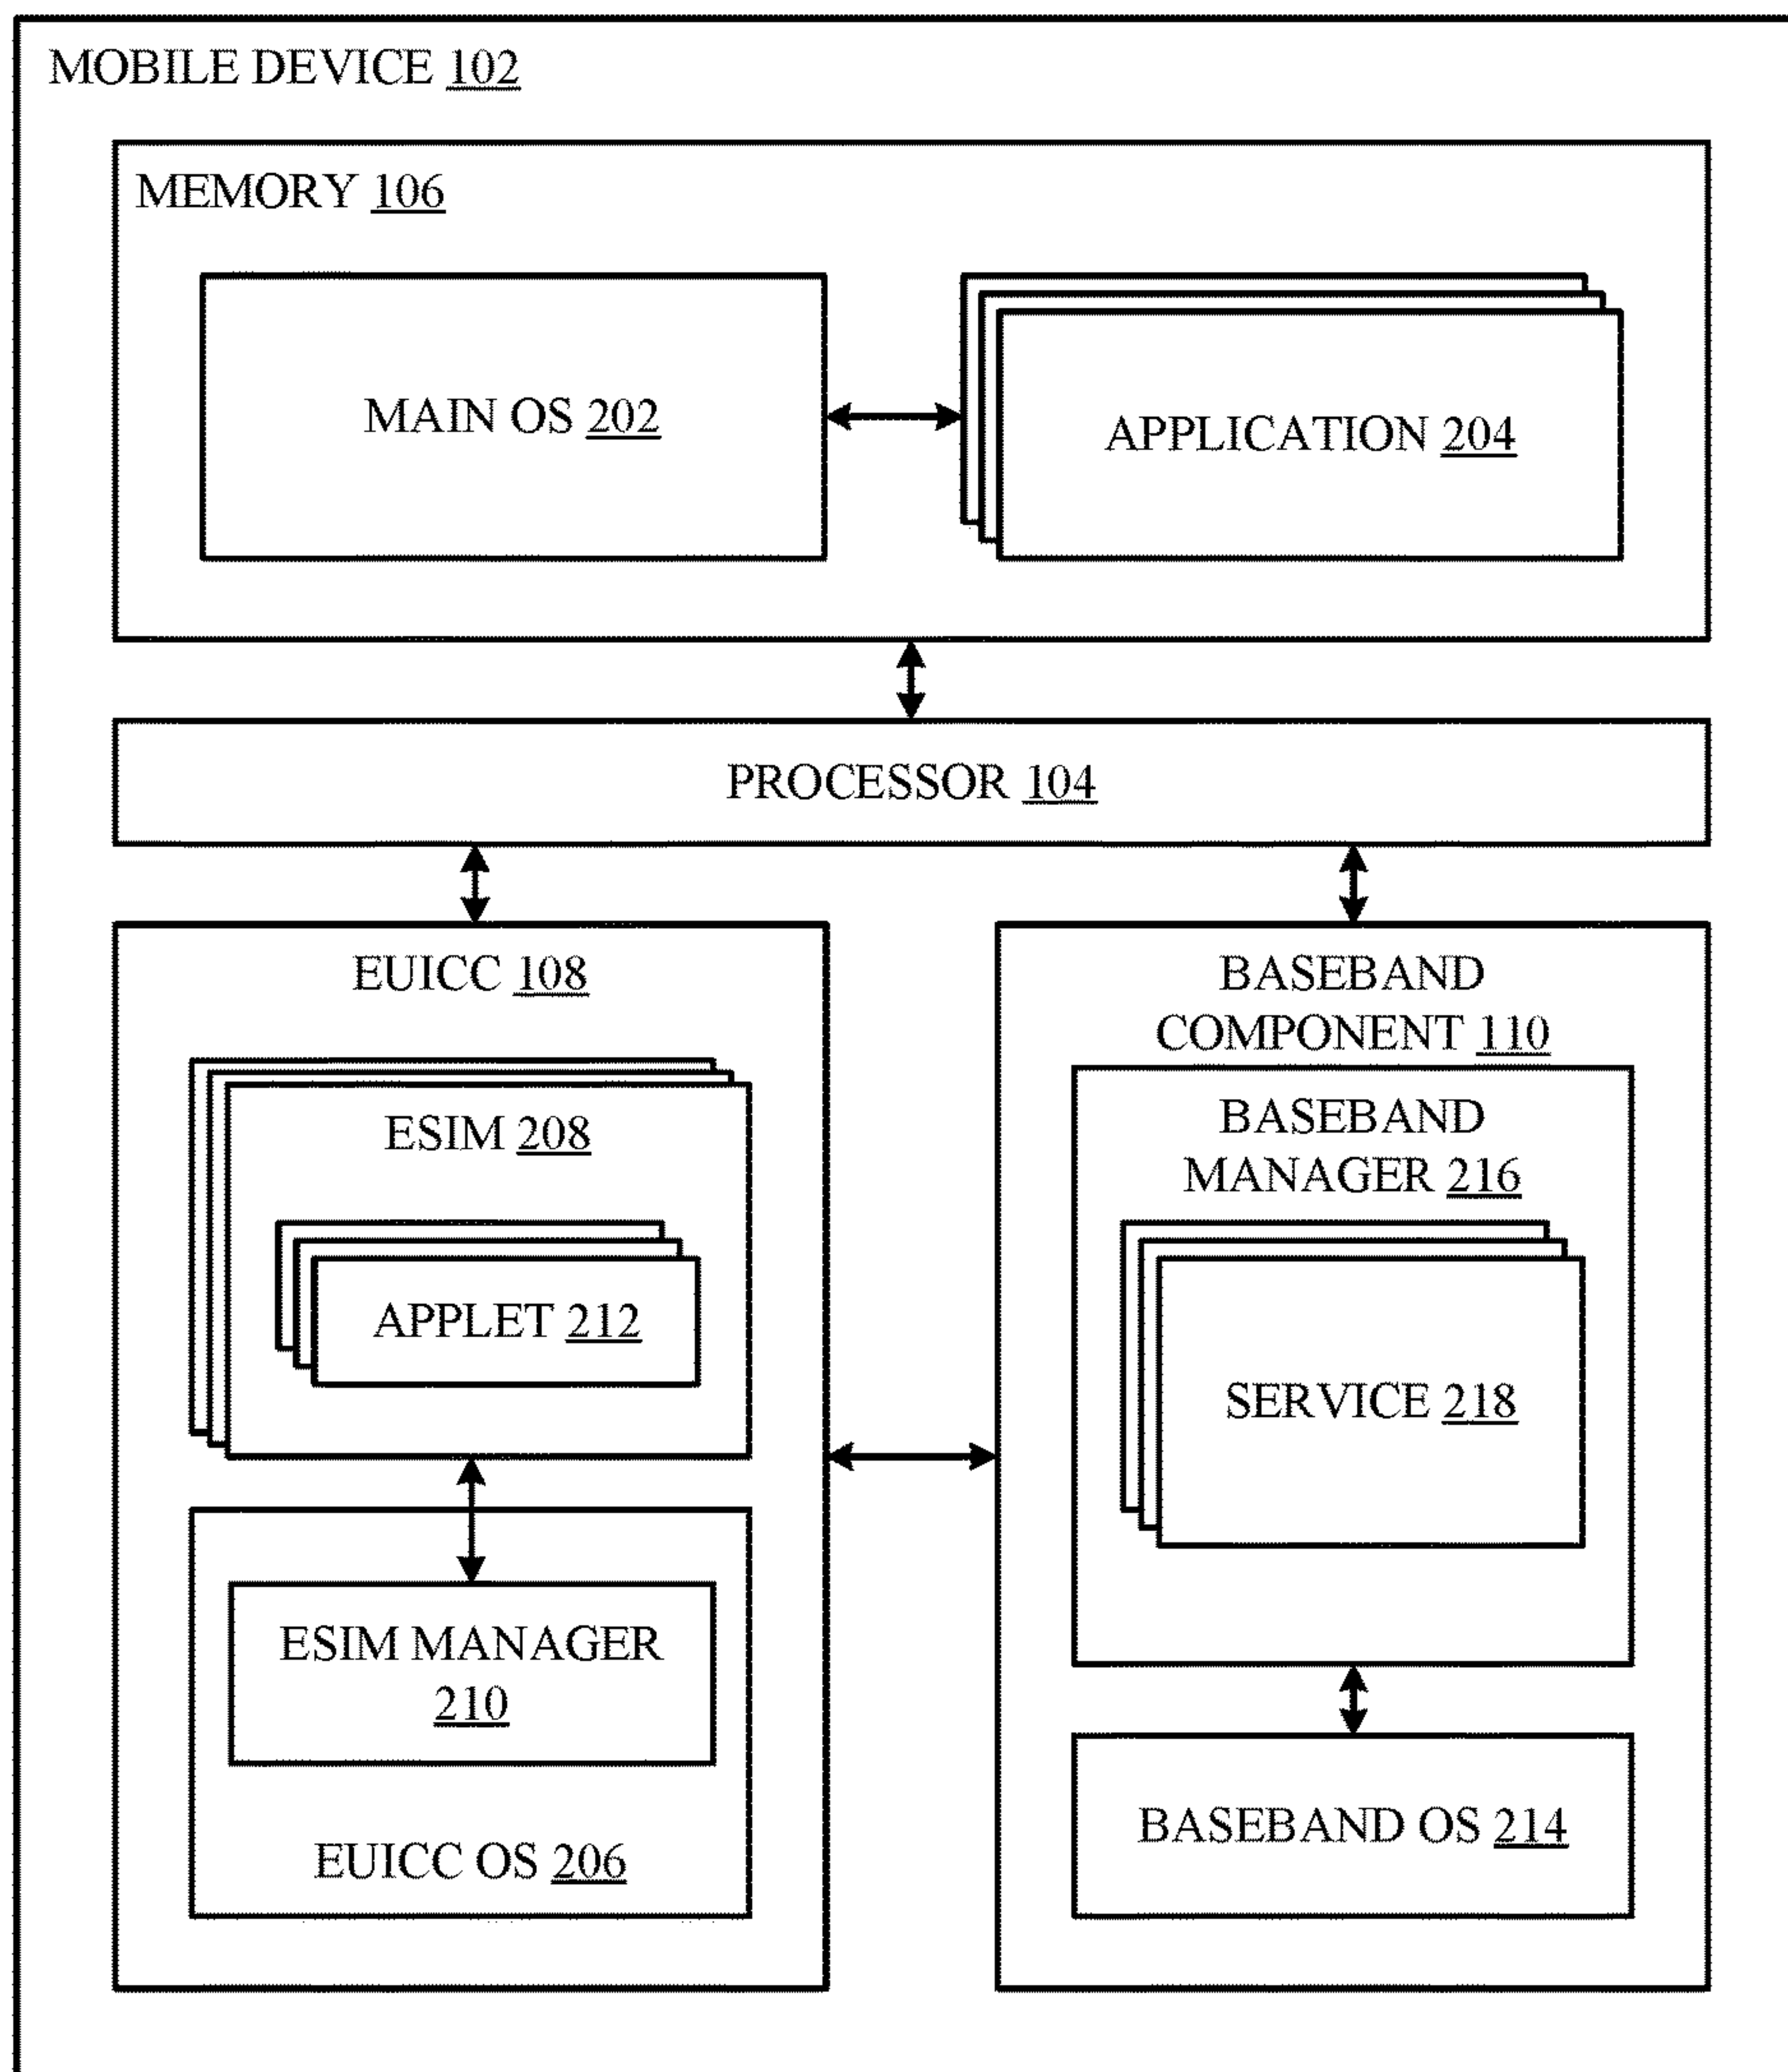 MOBILE DEVICE 102
MEMORY 106
MAIN OS 202
APPLICATION 204
PROCESSOR 104
EUICC 108
ESIM 208
APPLET 212
ESIM MANAGER
210
EUICC OS 206
BASEBAND
COMPONENT 110
BASEBAND
MANAGER 216
SERVICE 218
BASEBAND OS 214